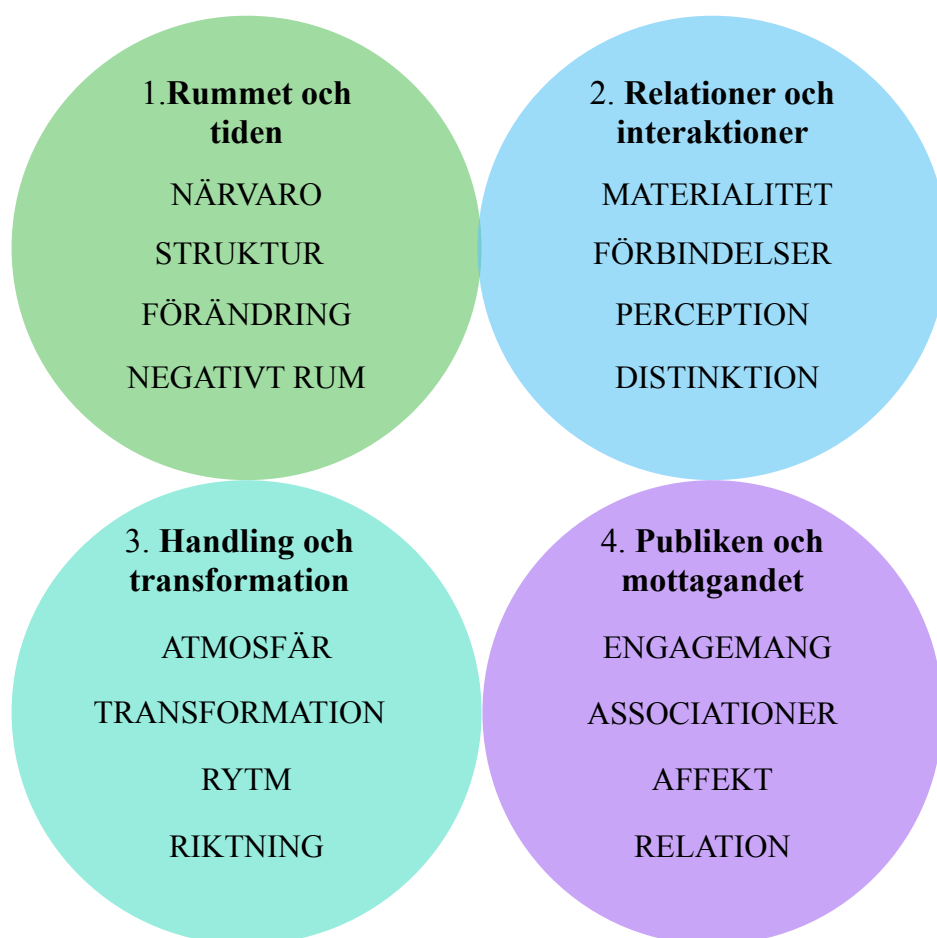 1.Rummet och
tiden
NÄRVARO
STRUKTUR
FÖRÄNDRING
NEGATIVT RUM
2. Relationer och
interaktioner
MATERIALITET
FÖRBINDELSER
PERCEPTION
DISTINKTION
3. Handling och
transformation
ATMOSFÄR
TRANSFORMATION
RYTM
RIKTNING
4. Publiken och
mottagandet
ENGAGEMANG
ASSOCIATIONER
AFFEKT
RELATION